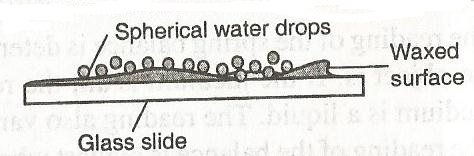 Spherical water drops
Waxed
surface
Glass slide